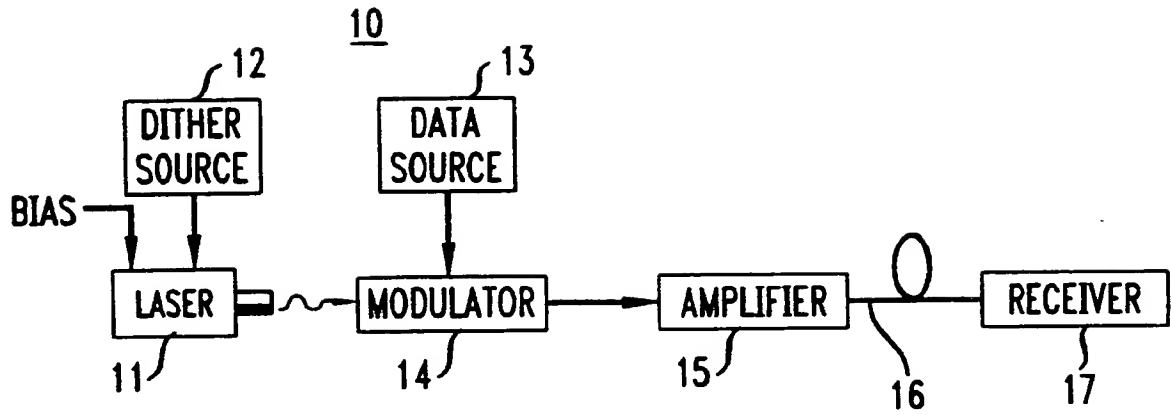 10
12
13
DITHER
SOURCE
DATA
SOURCE
BIAS
LASER
MODULATOR
AMPLIFIER
RECEIVER
11
14
15
16
17